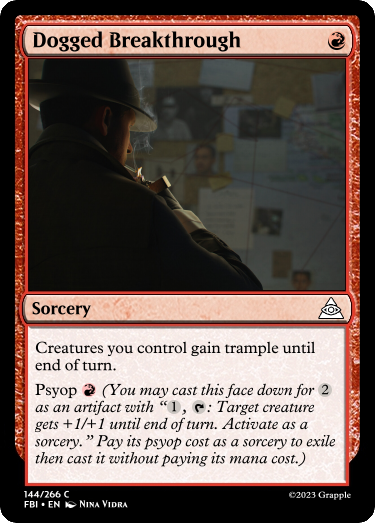 Dogged Breakthrough
Sorcery
Creatures you control gain trample until
end of turn.
Psyop (You may cast this face down for 2
as an artifact with “1, : Target creature
gets +1/+1 until end of turn. Activate as a
sorcery.” Pay its psyop cost as a sorcery to exile
then cast it without paying its mana cost.)
144/266 C
FBI • EN Nina Vidra
©2023 Grapple